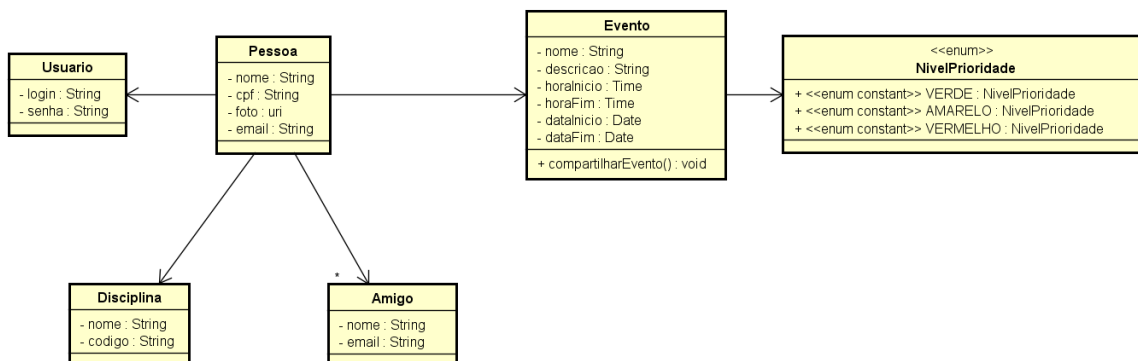 Usuario
- login : String
- senha : String
Pessoa
- nome : String
- cpf : String
- foto : uri
- email : String
Evento
- nome : String
- descricao : String
- horaInicio : Time
- horaFim : Time
- dataInicio : Date
- dataFim : Date
+ compartilharEvento() : void
<<enum>>
NivelPrioridade
+ <<enum constant>> VERDE : NivelPrioridade
+ <<enum constant>> AMARELO : NivelPrioridade
+ <<enum constant>> VERMELHO : NivelPrioridade
*
Disciplina
- nome : String
- codigo : String
Amigo
- nome : String
- email : String